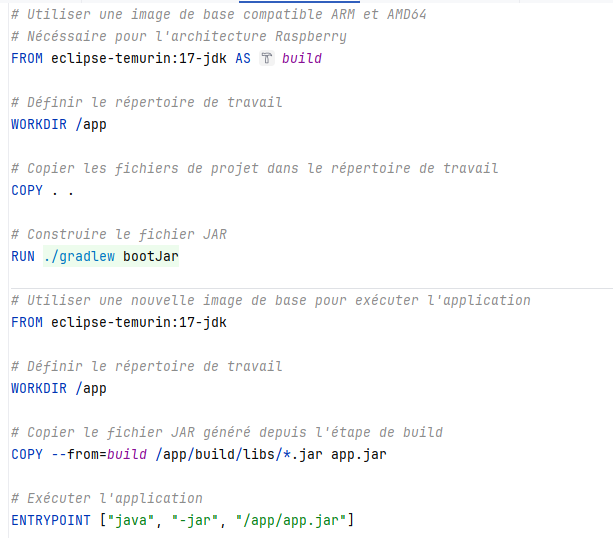 # Utiliser une image de base compatible ARM et AMD64
# Nécéssaire pour l'architecture Raspberry
FROM eclipse-temurin:17-jdk AS build
# Définir le répertoire de travail
WORKDIR /app
# Copier les fichiers de projet dans le répertoire de travail
COPY . .
# Construire le fichier JAR
RUN ./gradlew bootJar
# Utiliser une nouvelle image de base pour exécuter l'application
FROM eclipse-temurin:17-jdk
# Définir le répertoire de travail
WORKDIR /app
# Copier le fichier JAR généré depuis l'étape de build
COPY --from=build /app/build/libs/*.jar app.jar
# Exécuter l'application
ENTRYPOINT ["java", "-jar", "/app/app.jar"]